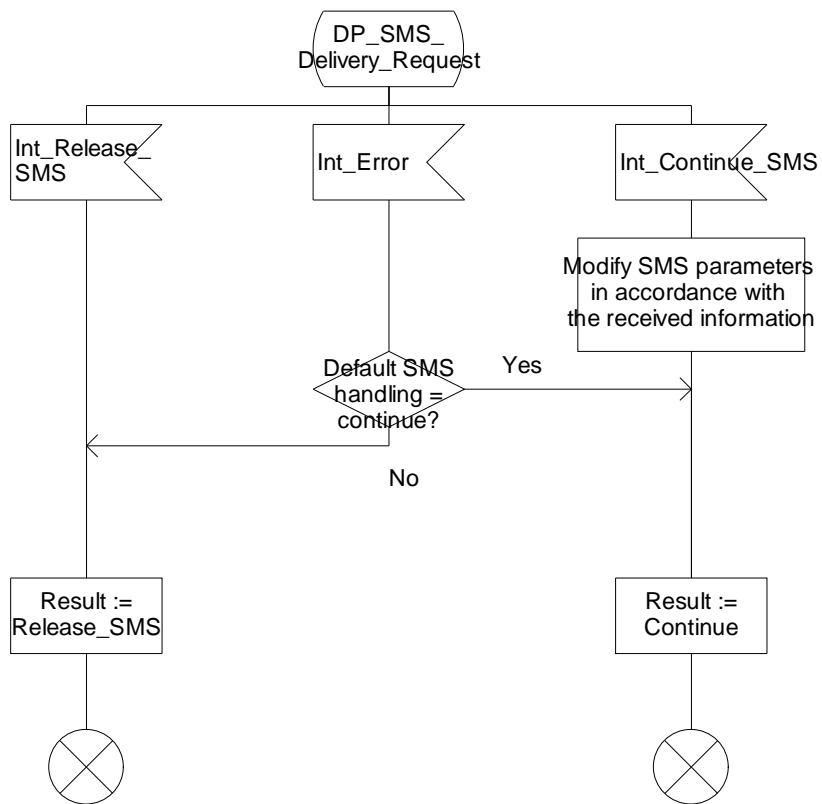 DP_SMS_
Delivery_Request
Int_Release_
SMS
Int_Error
Int_Continue_SMS
Modify SMS parameters
in accordance with
the received information
Default SMS
handling =
continue?
Yes
No
Result :=
Release_SMS
Result :=
Continue